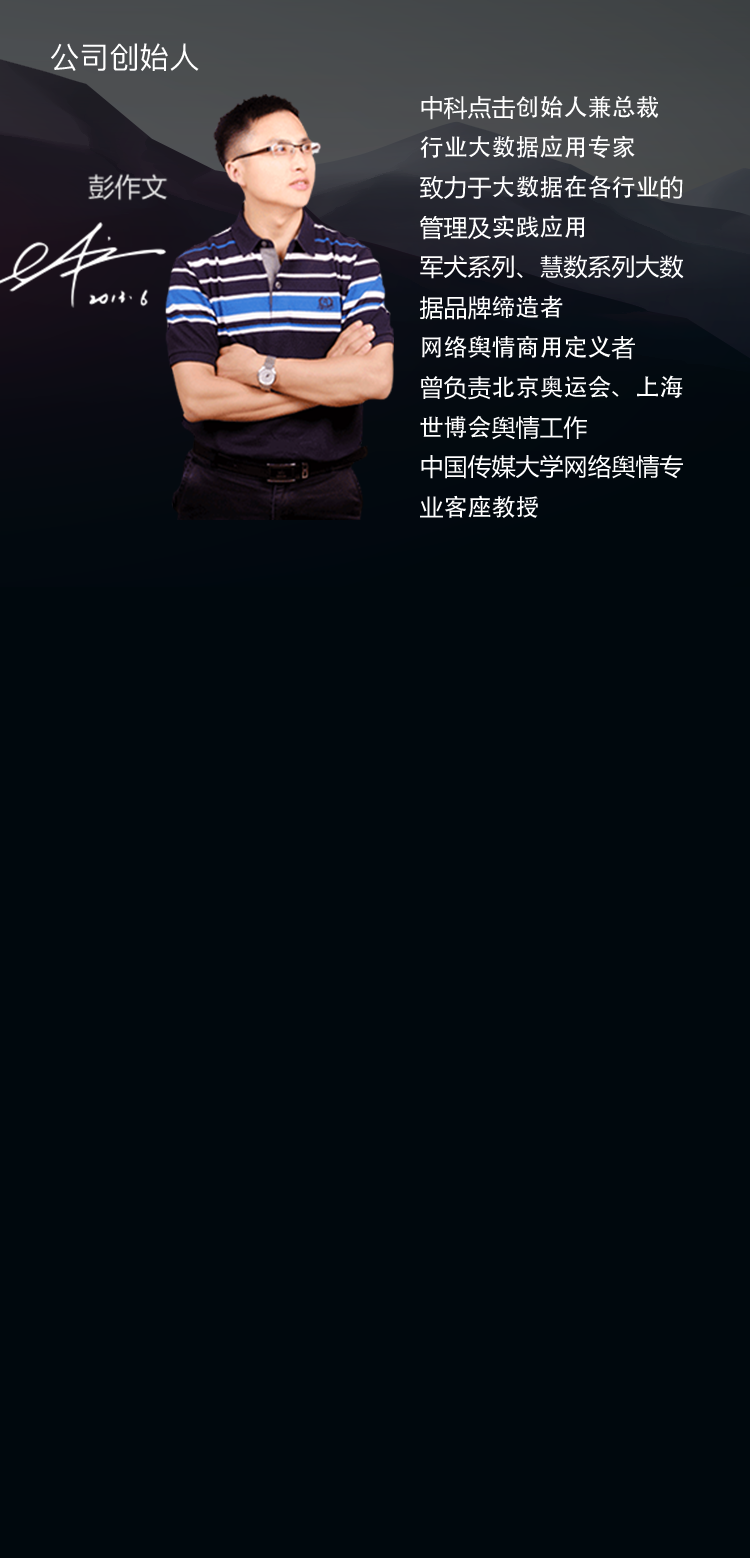 公司创始人
彭作文
2013.6
中科点击创始人兼总裁
行业大数据应用专家
致力于大数据在各行业的
管理及实践应用
军犬系列、慧数系列大数
据品牌缔造者
网络舆情商用定义者
曾负责北京奥运会、上海
世博会舆情工作
中国传媒大学网络舆情专
业客座教授